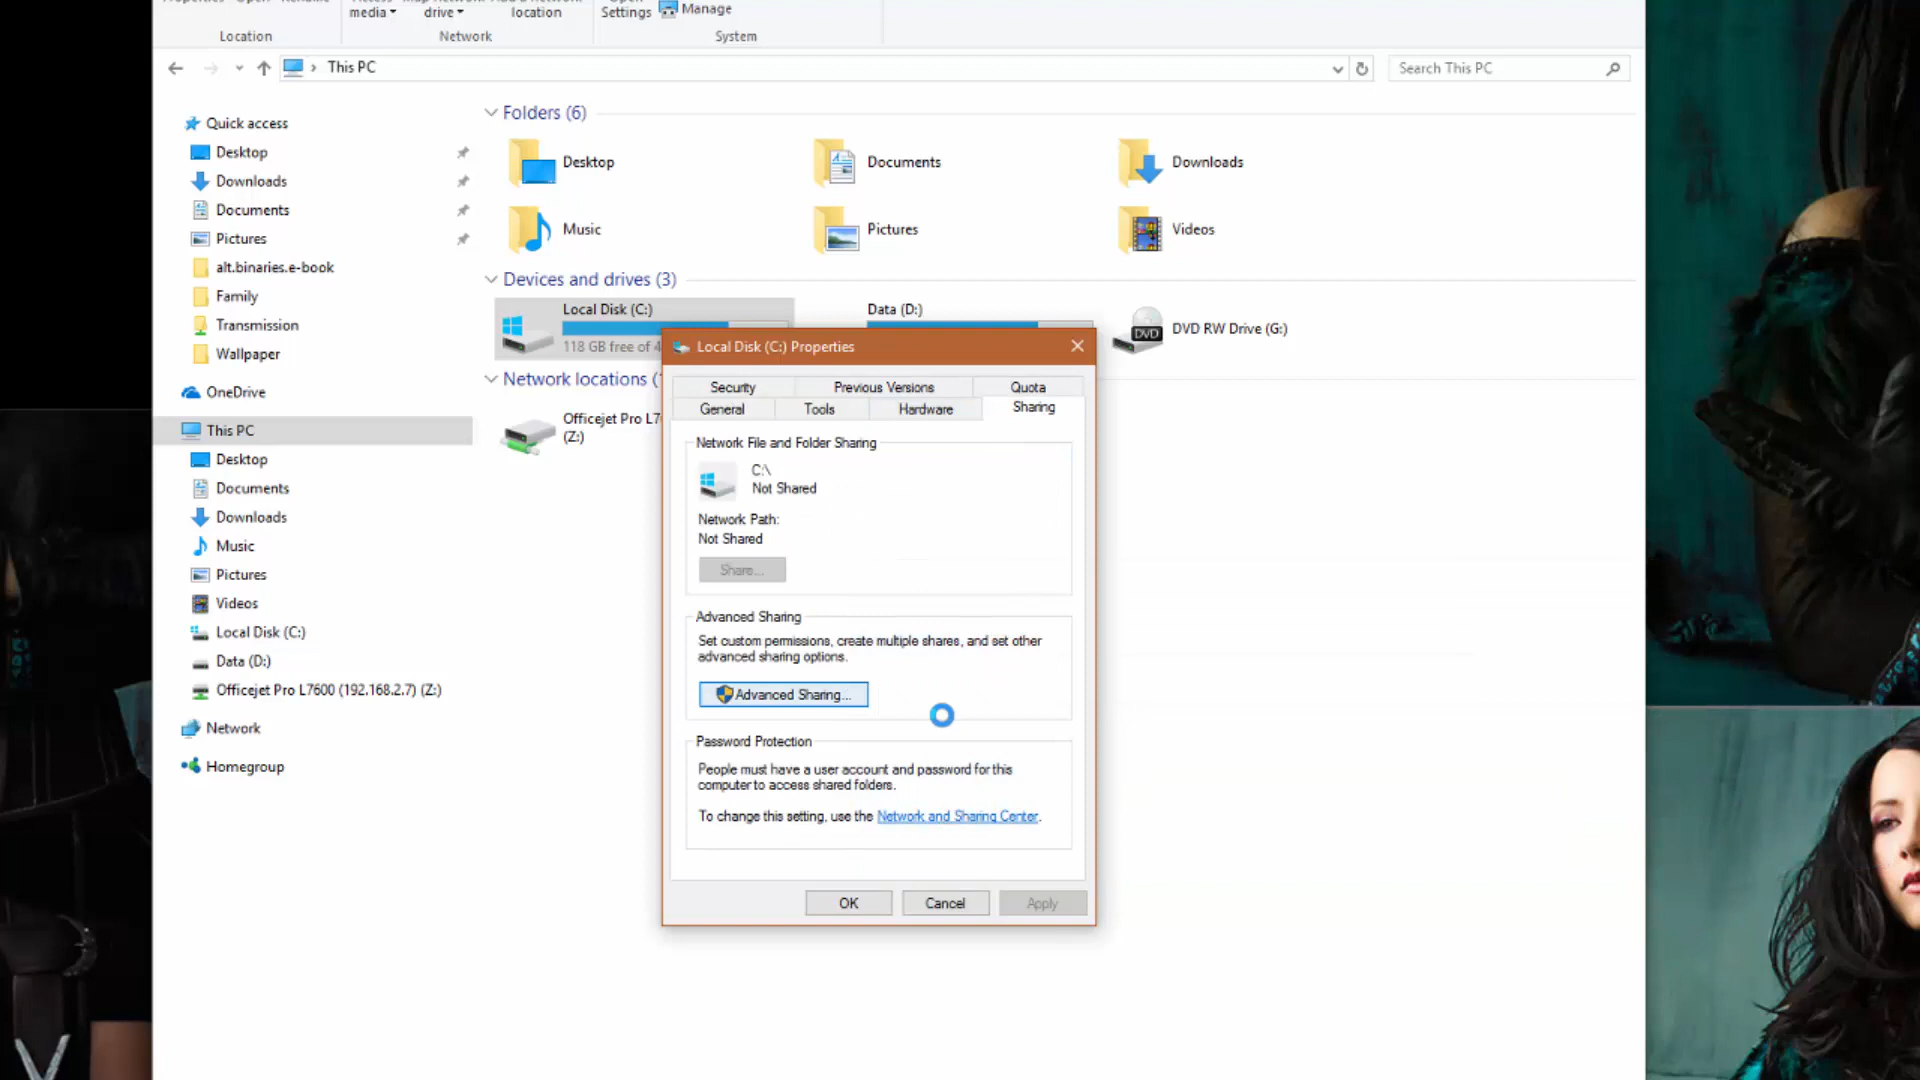 Properties Open Rename
media
drive
location
Settings
Manage
Location
Network
System
This PC
Search This PC
Quick access
Desktop
Downloads
Documents
Pictures
alt.binaries.e-book
Family
Transmission
Wallpaper
OneDrive
This PC
Desktop
Documents
Downloads
Music
Pictures
Videos
Local Disk (C:)
Data (D:)
Officejet Pro L7600 (192.168.2.7) (Z:)
Network
Homegroup
Folders (6)
Desktop
Documents
Downloads
Music
Pictures
Videos
Devices and drives (3)
Local Disk (C:)
118 GB free of 4
Data (D:)
DVD
DVD RW Drive (G:)
Network locations (
Officejet Pro L7
(Z:)
Local Disk (C:) Properties
Security
Previous Versions
Quota
General
Tools
Hardware
Sharing
Network File and Folder Sharing
C:\
Not Shared
Network Path:
Not Shared
Share...
Advanced Sharing
Set custom permissions, create multiple shares, and set other
advanced sharing options.
Advanced Sharing...
Password Protection
People must have a user account and password for this
computer to access shared folders.
To change this setting, use the Network and Sharing Center.
OK
Cancel
Apply